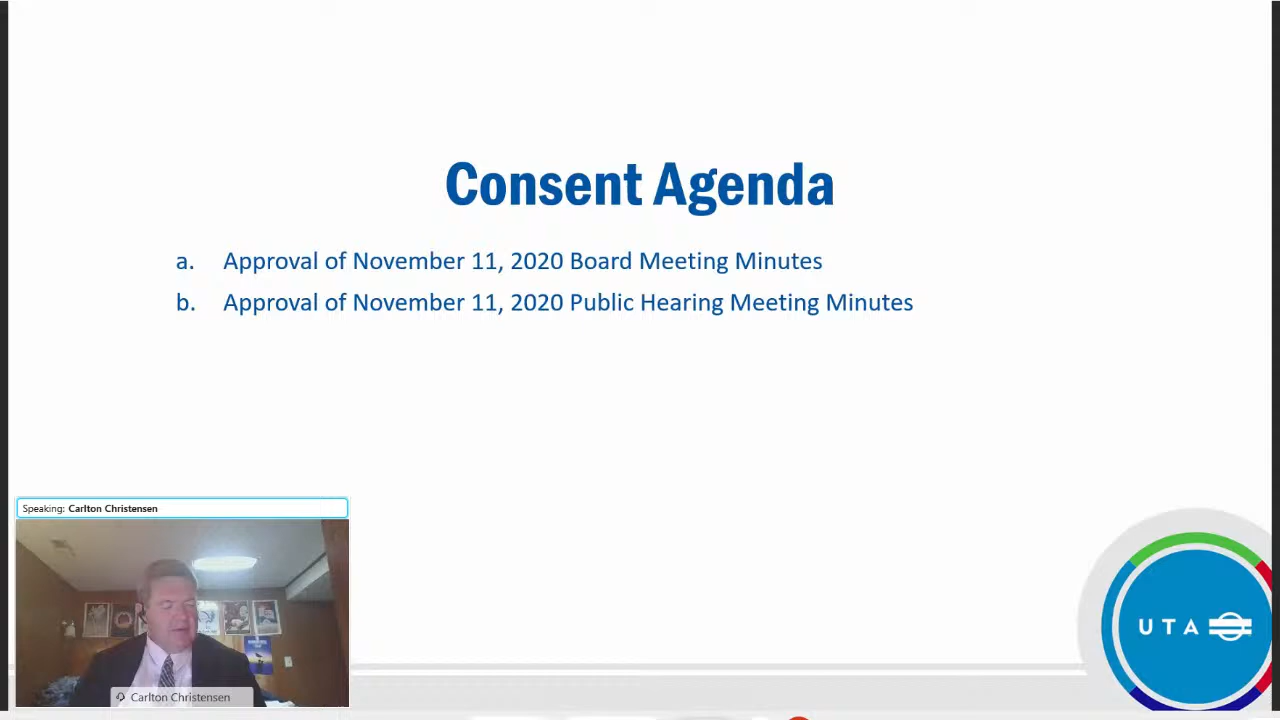 Consent Agenda
a. Approval of November 11, 2020 Board Meeting Minutes
b. Approval of November 11, 2020 Public Hearing Meeting Minutes
Speaking: Carlton Christensen
Carlton Christensen
UTA